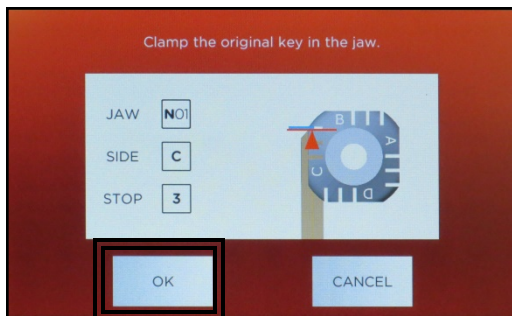 Clamp the original key in the jaw.
JAW N01
SIDE C
STOP 3
B
A
C
D
OK
CANCEL